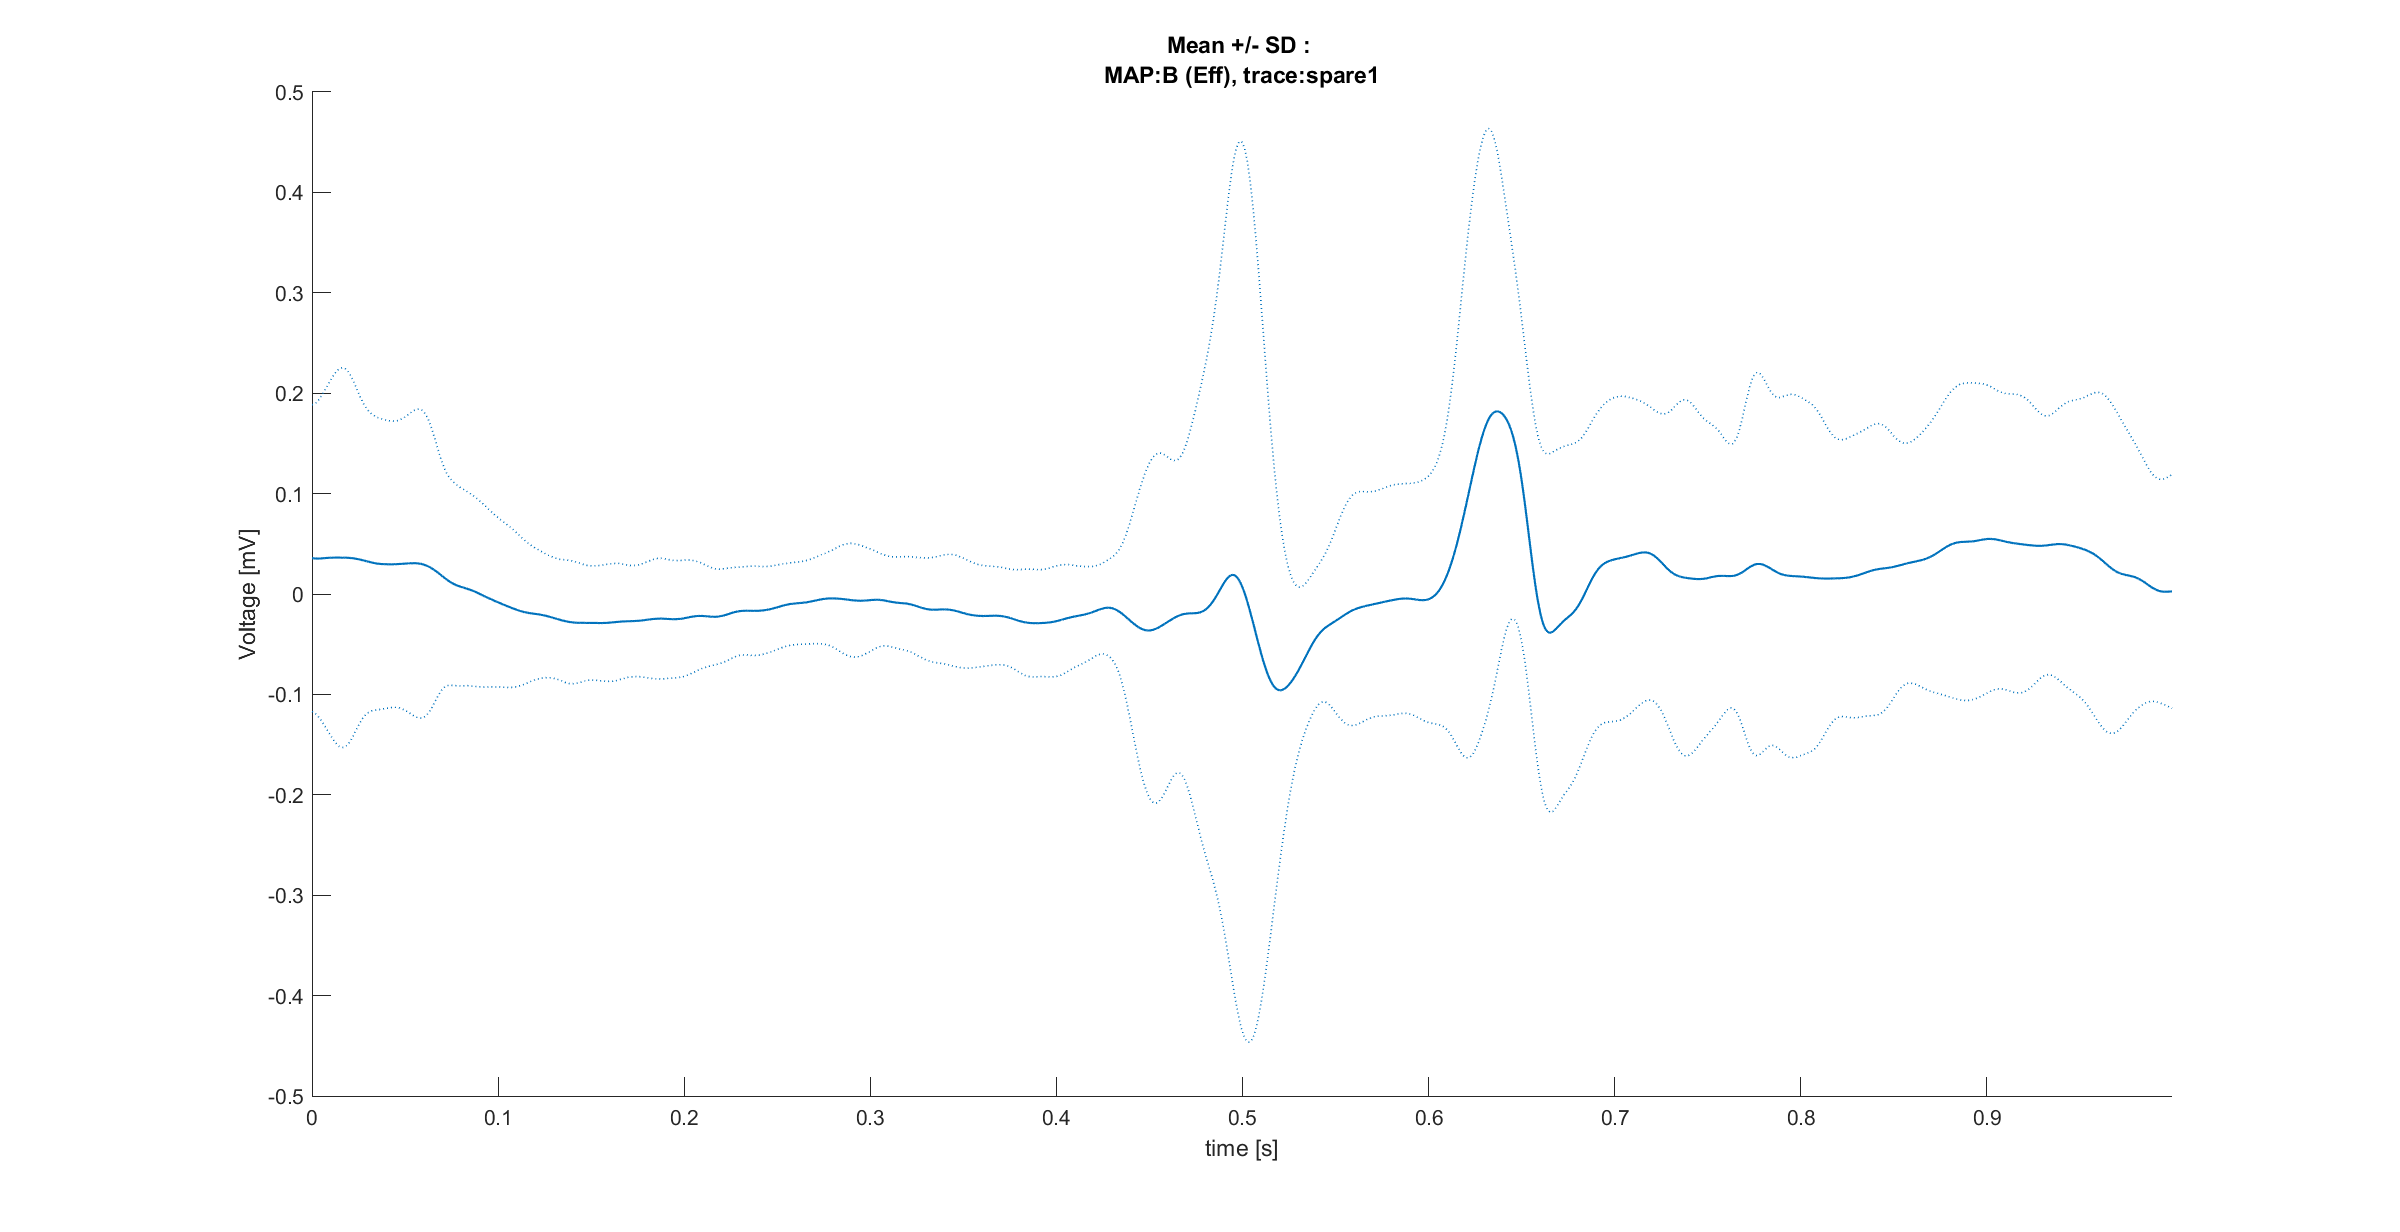 Mean +/- SD :
MAP:B (Eff), trace:spare1
0.5
0.4
0.3
0.2
0.1
0
-0.1
-0.2
-0.3
-0.4
-0.5
Voltage [mV]
0 0.1 0.2 0.3 0.4 0.5 0.6 0.7 0.8 0.9
time [s]